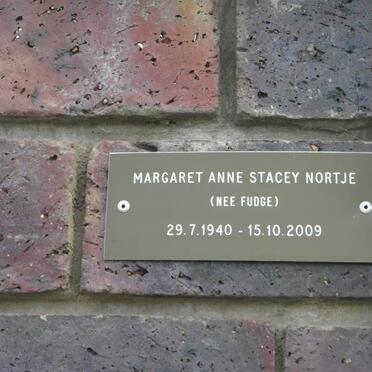 MARGARET ANNE STACEY NORTJE
(NEE FUDGE)
29.7.1940 - 15.10.2009